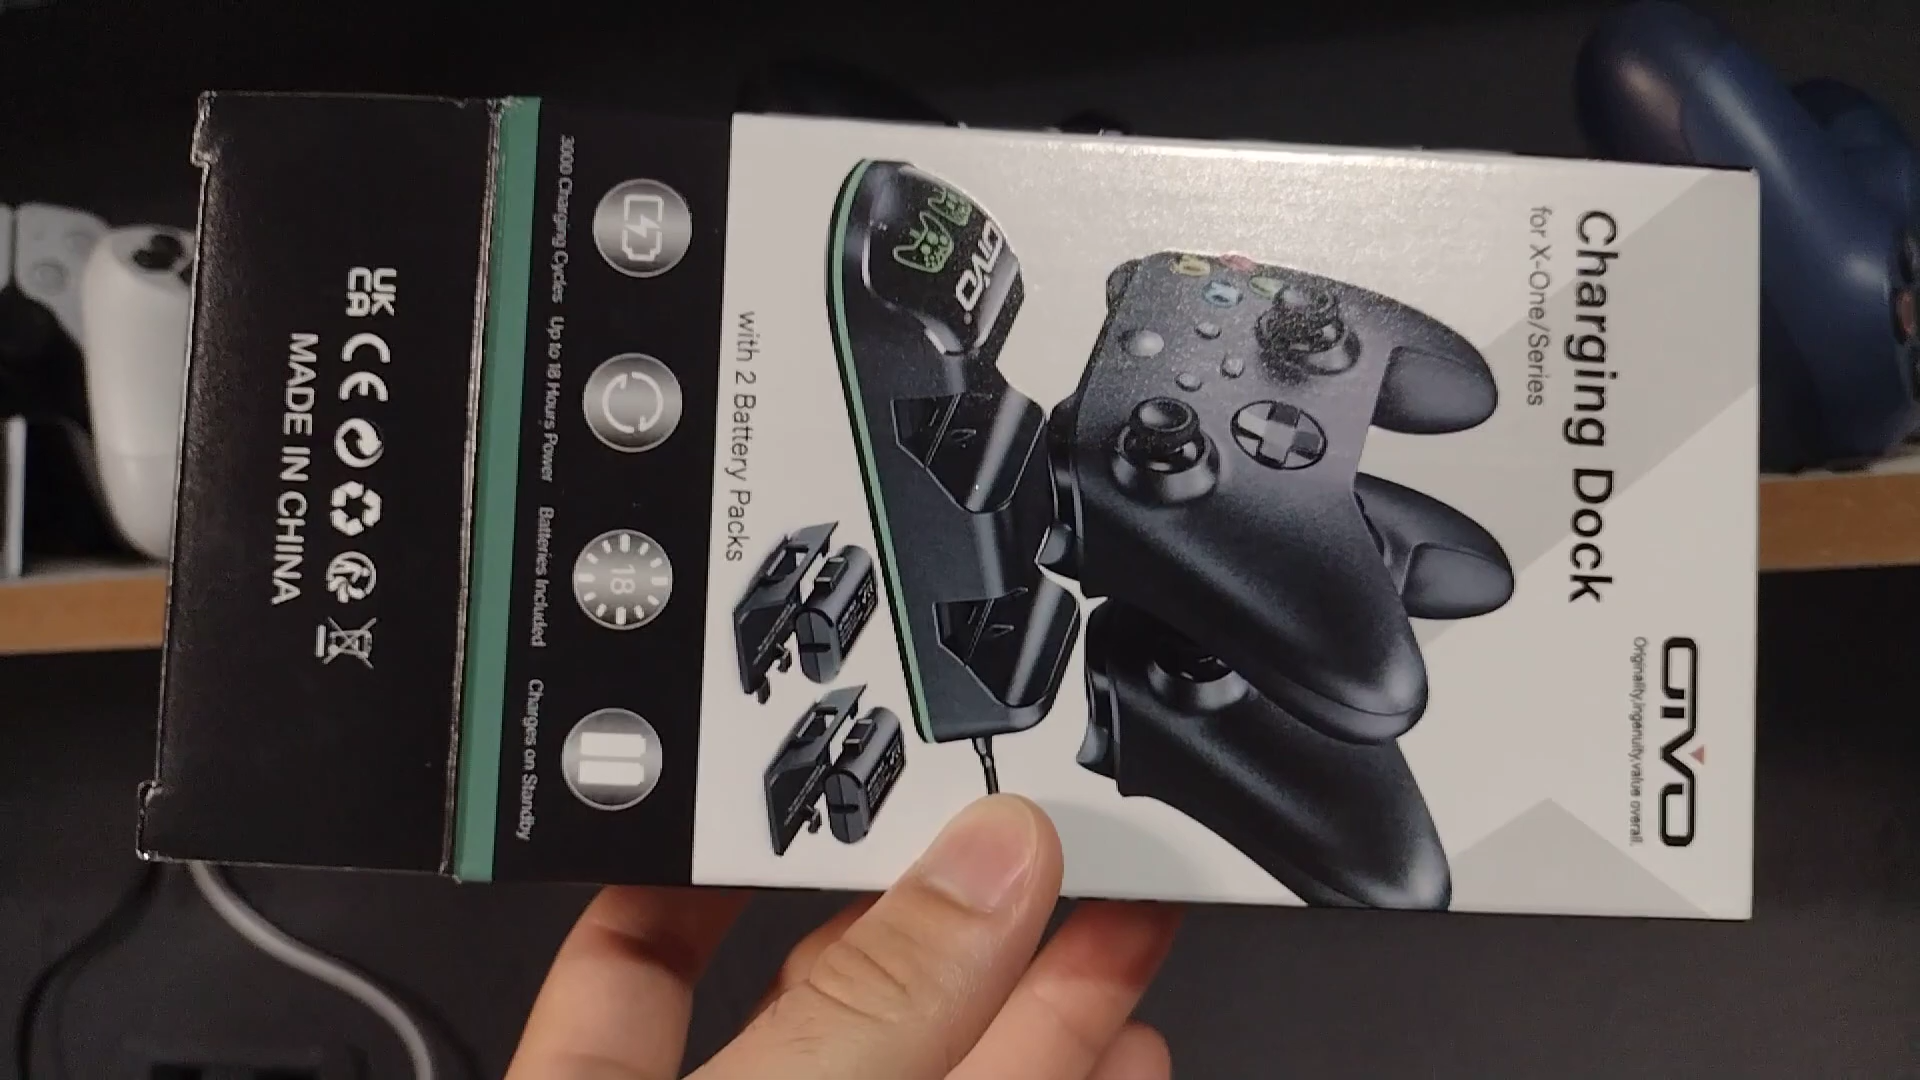 OIVO
Originality,ingenuity,value overall.
Charging Dock
for X-One/Series
OIVO
with 2 Battery Packs
18
3000 Charging Cycles
Up to 18 Hours Power
Batteries Included
Charges on Standby
UK
CA
CE
MADE IN CHINA